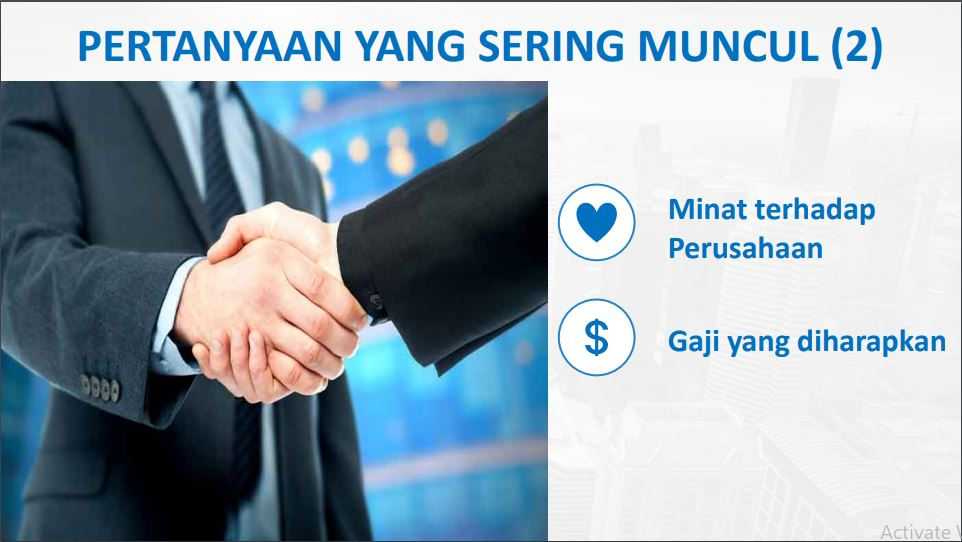 PERTANYAAN YANG SERING MUNCUL (2)
Minat terhadap
Perusahaan
$
Gaji yang diharapkan
Activate